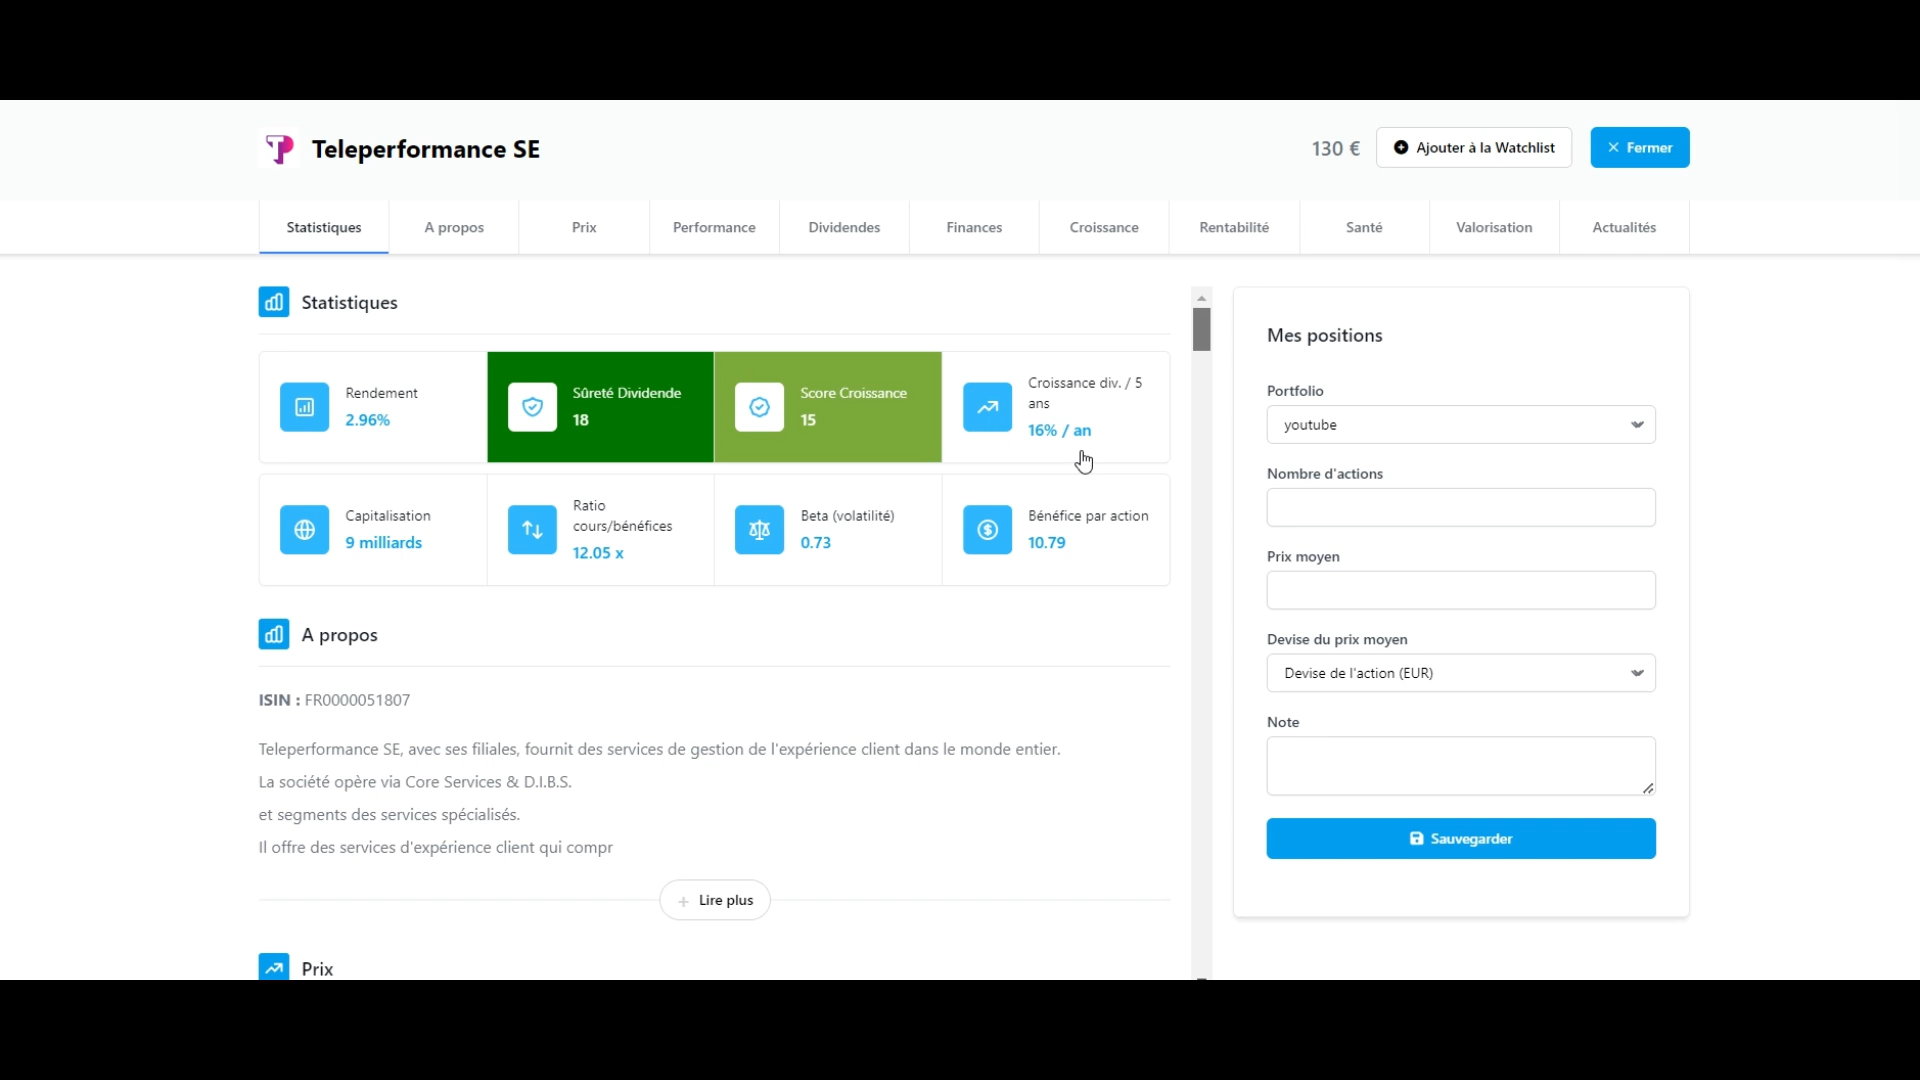 Teleperformance SE
130 €
Ajouter à la Watchlist
Fermer
Statistiques
A propos
Prix
Performance
Dividendes
Finances
Croissance
Rentabilité
Santé
Valorisation
Actualités
Statistiques
Rendement
2.96%
Sûreté Dividende
18
Score Croissance
15
Croissance div. / 5
ans
16% / an
Capitalisation
9 milliards
Ratio
cours/bénéfices
12.05 x
Beta (volatilité)
0.73
Bénéfice par action
10.79
A propos
ISIN : FR0000051807
Teleperformance SE, avec ses filiales, fournit des services de gestion de l'expérience client dans le monde entier.
La société opère via Core Services & D.I.B.S.
et segments des services spécialisés.
Il offre des services d'expérience client qui compr
Lire plus
Prix
Mes positions
Portfolio
youtube
Nombre d'actions
Prix moyen
Devise du prix moyen
Devise de l'action (EUR)
Note
Sauvegarder